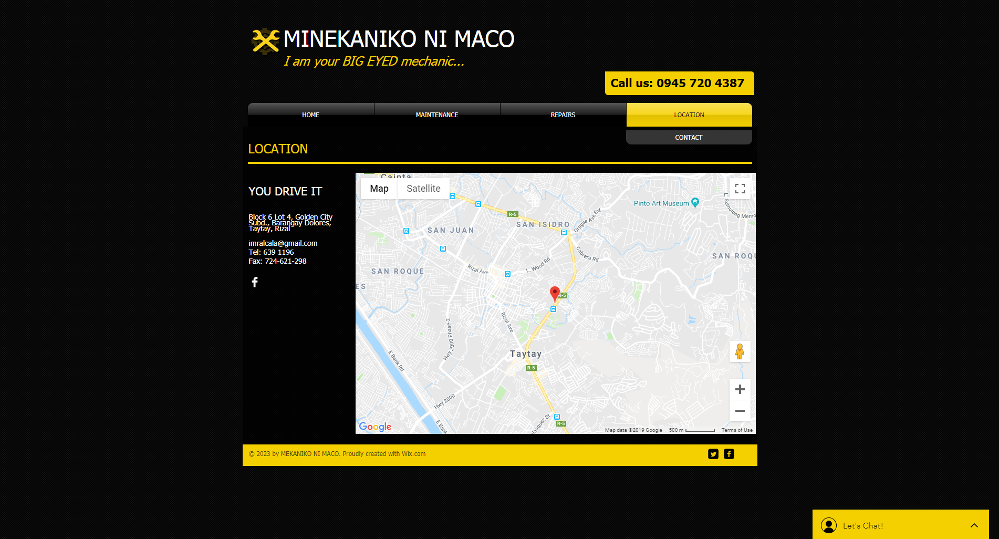 MINEKANIKO NI MACO
I am your BIG EYED mechanic...
Call us: 0945 720 4387
HOME
MAINTENANCE
REPAIRS
LOCATION
CONTACT
LOCATION
YOU DRIVE IT
Block 6 Lot 4, Golden City
Subd., Barangay Dolores,
Taytay, Rizal
imralcala@gmail.com
Tel: 639 1196
Fax: 724-621-298
Cainta
Map
Satellite
Pinto Art Museum
L. Sumulong Memo
R-5
Ortigas Ave Ext
SAN ISIDRO
SAN JUAN
Cabrera Rd
SAN ROQU
L. Wood Rd
Rizal Ave
SAN ROQUE
ES
R-5
Rizal Ave
Hwy 2000 Phase-2
Taytay
E Bank Rd
R-5
Hwy 2000
elasquez St
R-5
E Bank
Google
Map data ©2019 Google
500 m
Terms of Use
© 2023 by MEKANIKO NI MACO. Proudly created with Wix.com
Let's Chat!